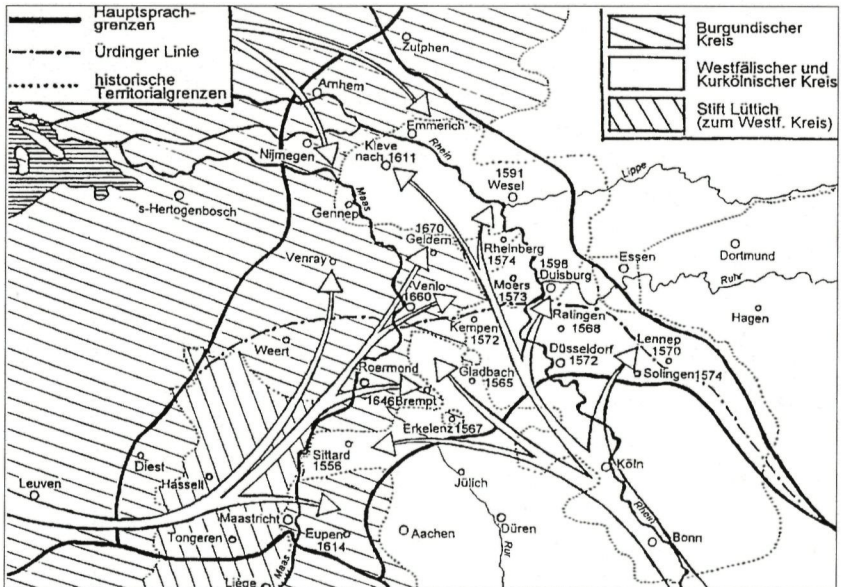 Hauptsprach-
grenzen
Ürdinger Linie
historische
Territorialgrenzen
Burgundischer
Kreis
Westfälischer und
Kurkölnischer Kreis
Stift Lüttich
(zum Westf. Kreis)
Zutphen
Arnhem
Emmerich
Rhein
Nijmegen
Kleve
nach 1611
1591
Wesel
Lippe
Maas
's-Hertogenbosch
Gennep
1670
Geldern
Rheinberg
1574
Essen
Dortmund
Venray
1598
Duisburg
Ruhr
Moers
1573
Venlo
1660
Ratingen
1568
Hagen
Kempen
1572
Lennep
1570
Weert
Düsseldorf
1572
Roermond
Gladbach
1565
Solingen 1574
1646
Brempt
Erkelenz 1567
Sittard
1556
Diest
Köln
Leuven
Hasselt
Jülich
Maastricht
Rhein
Tongeren
Eupen
1614
Aachen
Düren
Bonn
Rur
Liège
Maas